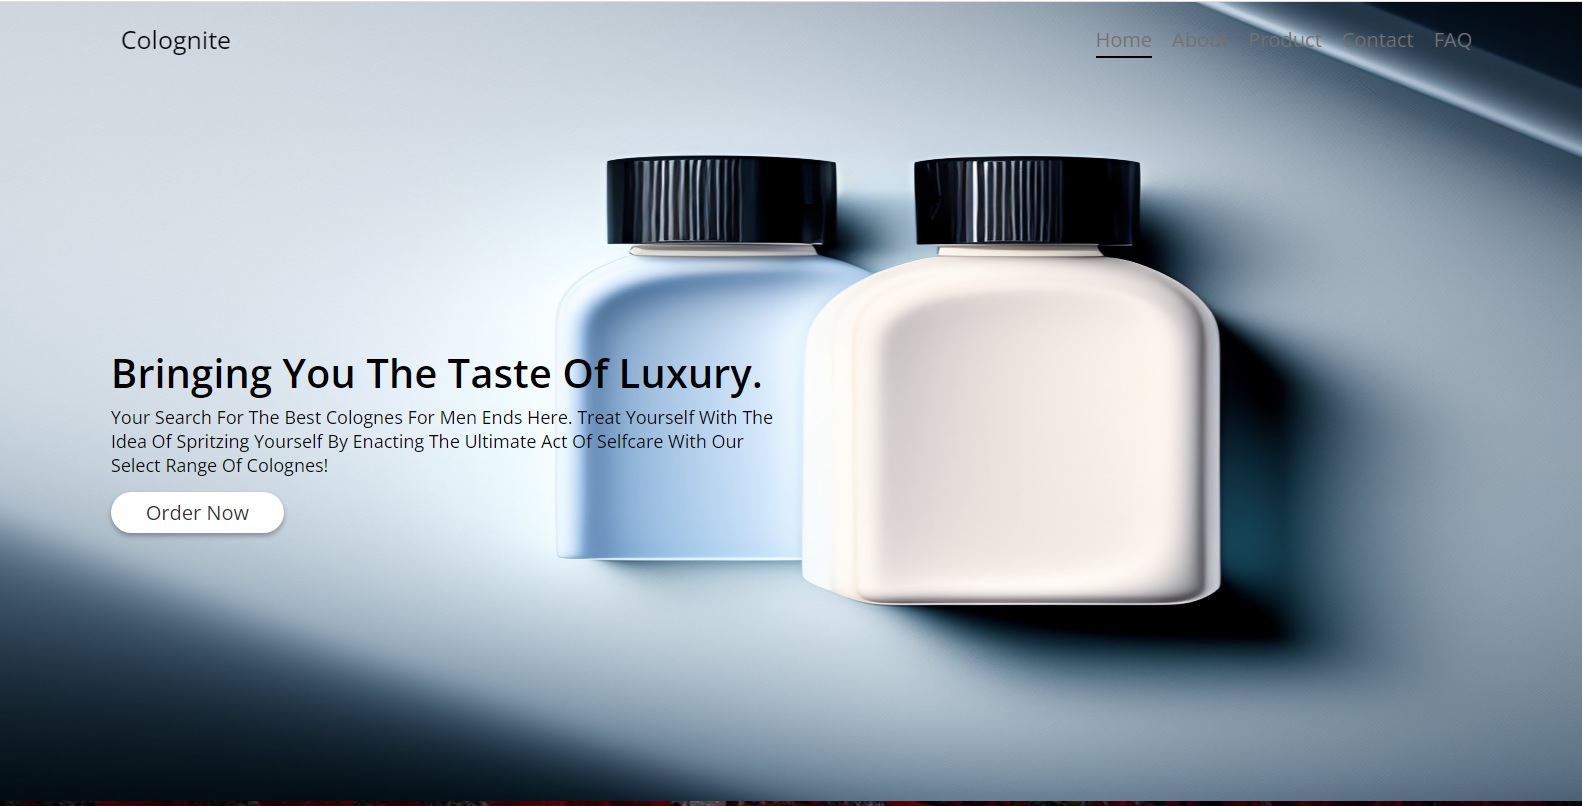 Colognite
Home About Product Contact FAQ
Bringing You The Taste Of Luxury.
Your Search For The Best Colognes For Men Ends Here. Treat Yourself With The
Idea Of Spritzing Yourself By Enacting The Ultimate Act Of Selfcare With Our
Select Range Of Colognes!
Order Now